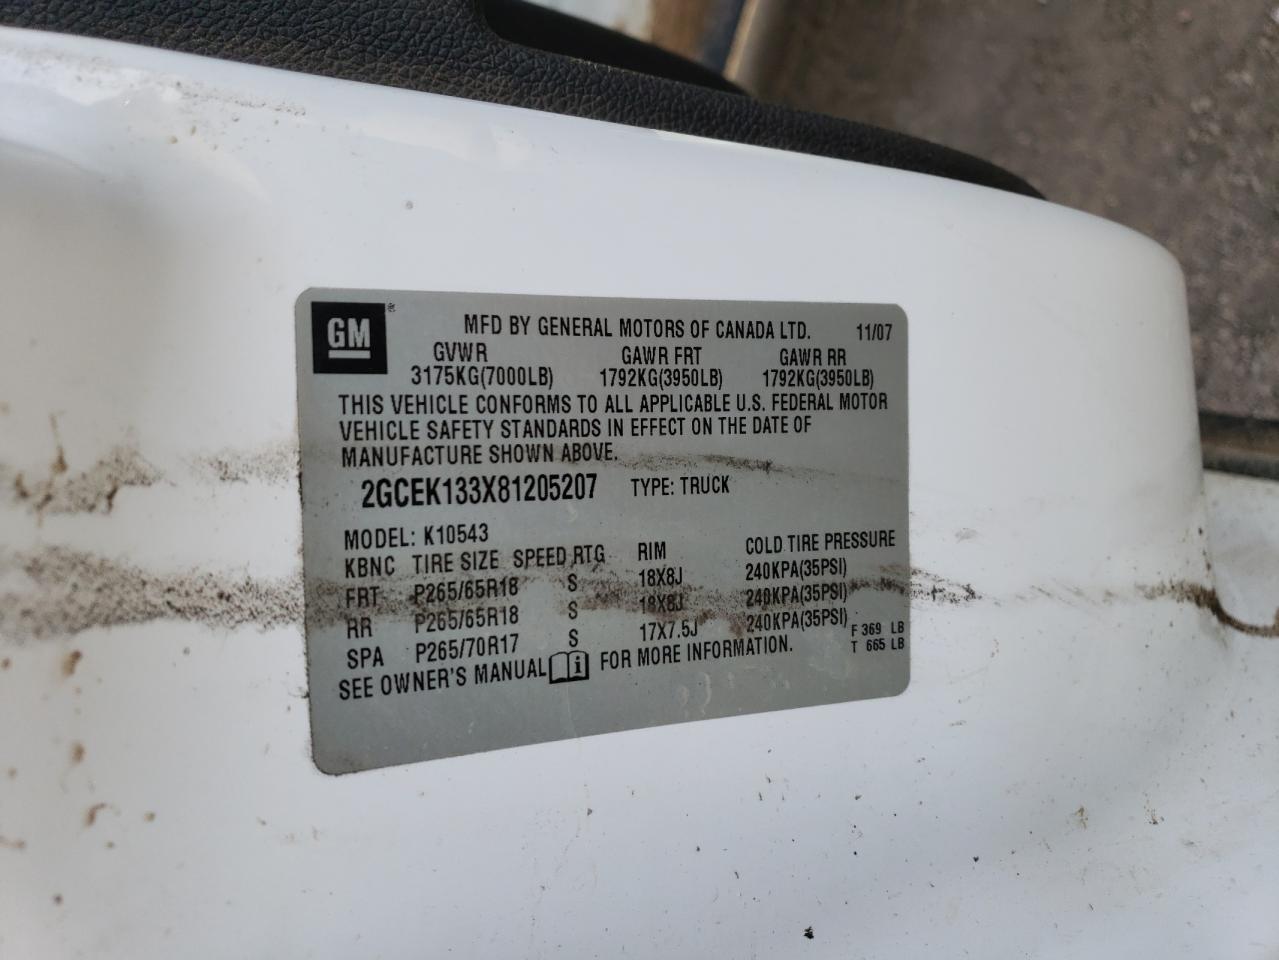 GM®
MFD BY GENERAL MOTORS OF CANADA LTD. 11/07
GVWR GAWR FRT GAWR RR
3175KG(7000LB) 1792KG(3950LB) 1792KG(3950LB)
THIS VEHICLE CONFORMS TO ALL APPLICABLE U.S. FEDERAL MOTOR
VEHICLE SAFETY STANDARDS IN EFFECT ON THE DATE OF
MANUFACTURE SHOWN ABOVE.
2GCEK133X81205207 TYPE: TRUCK
MODEL: K10543
KBNC TIRE SIZE SPEED RTG RIM COLD TIRE PRESSURE
FRT P265/65R18 S 18X8J 240KPA(35PSI)
RR P265/65R18 S 18X8J 240KPA(35PSI)
SPA P265/70R17 S 17X7.5J 240KPA(35PSI)
F 369 LB
T 665 LB
SEE OWNER'S MANUAL i FOR MORE INFORMATION.